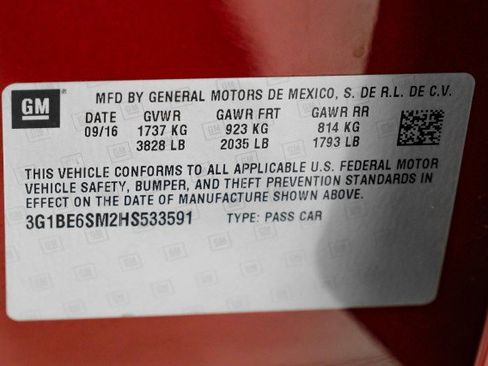 GM
MFD BY GENERAL MOTORS DE MEXICO, S. DE R.L. DE C.V.
DATE GVWR GAWR FRT GAWR RR
09/16 1737 KG 923 KG 814 KG
3828 LB 2035 LB 1793 LB
THIS VEHICLE CONFORMS TO ALL APPLICABLE U.S. FEDERAL MOTOR
VEHICLE SAFETY, BUMPER, AND THEFT PREVENTION STANDARDS IN
EFFECT ON THE DATE OF MANUFACTURE SHOWN ABOVE.
3G1BE6SM2HS533591 TYPE: PASS CAR